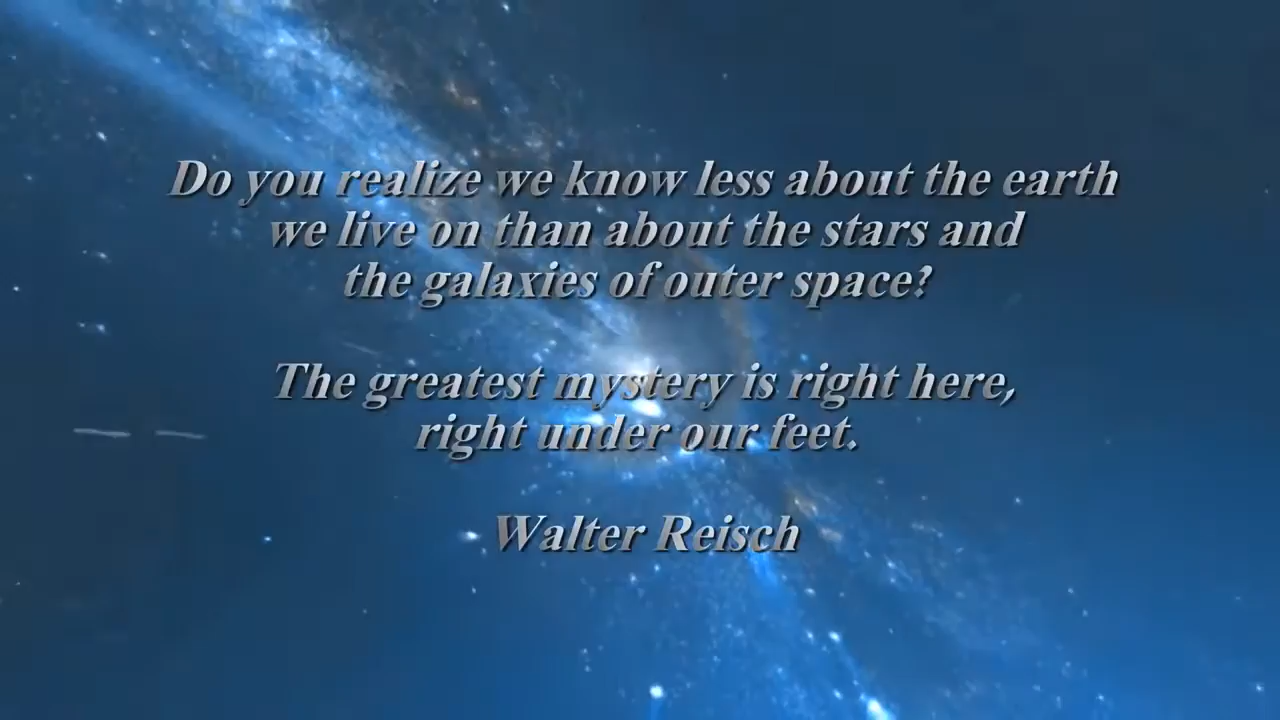 Do you realize we know less about the earth
we live on than about the stars and
the galaxies of outer space?
The greatest mystery is right here,
right under our feet.
Walter Reisch